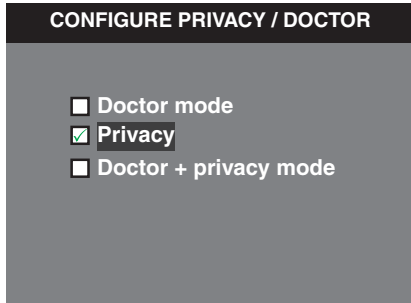 CONFIGURE PRIVACY / DOCTOR
Doctor mode
Privacy
Doctor + privacy mode